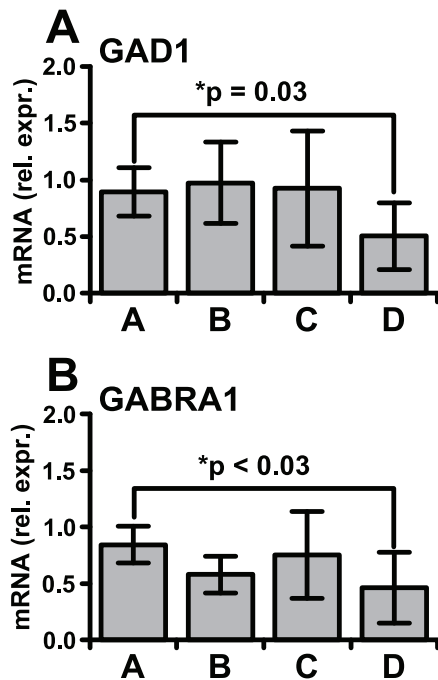 A GAD1
mRNA (rel. expr.)
2.0
1.5
1.0
0.5
0.0
*p = 0.03
A B C D
B GABRA1
mRNA (rel. expr.)
2.0
1.5
1.0
0.5
0.0
*p < 0.03
A B C D